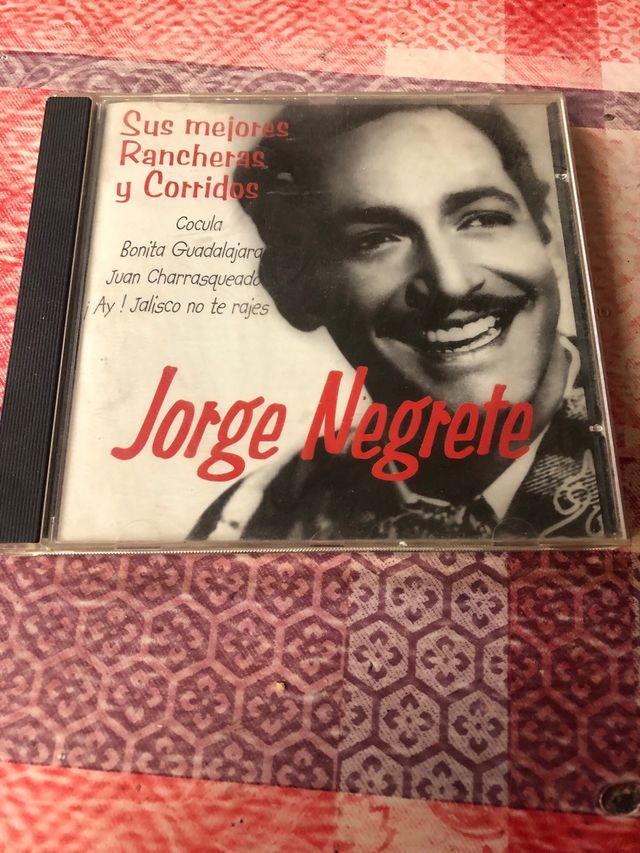 Sus mejores
Rancheras
y Corridos
Cocula
Bonita Guadalajara
Juan Charrasqueado
¡ Ay ! Jalisco no te rajes
Jorge Negrete